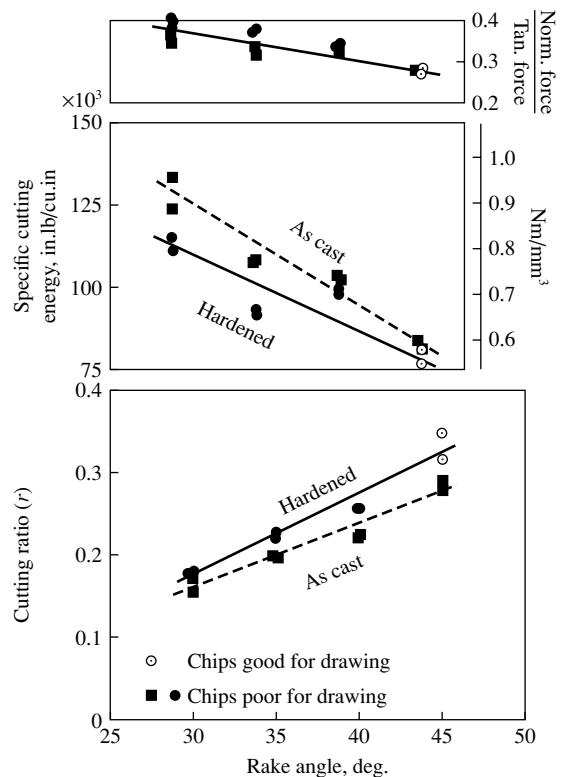 0.4
0.3
0.2
Norm. force
Tan. force
×10³
150
125
100
75
Specific cutting
energy, in.lb/cu.in
As cast
Hardened
1.0
0.9
0.8
0.7
0.6
Nm/mm³
0.4
0.3
0.2
0.1
0
Cutting ratio (r)
Hardened
As cast
Chips good for drawing
Chips poor for drawing
25
30
35
40
45
50
Rake angle, deg.